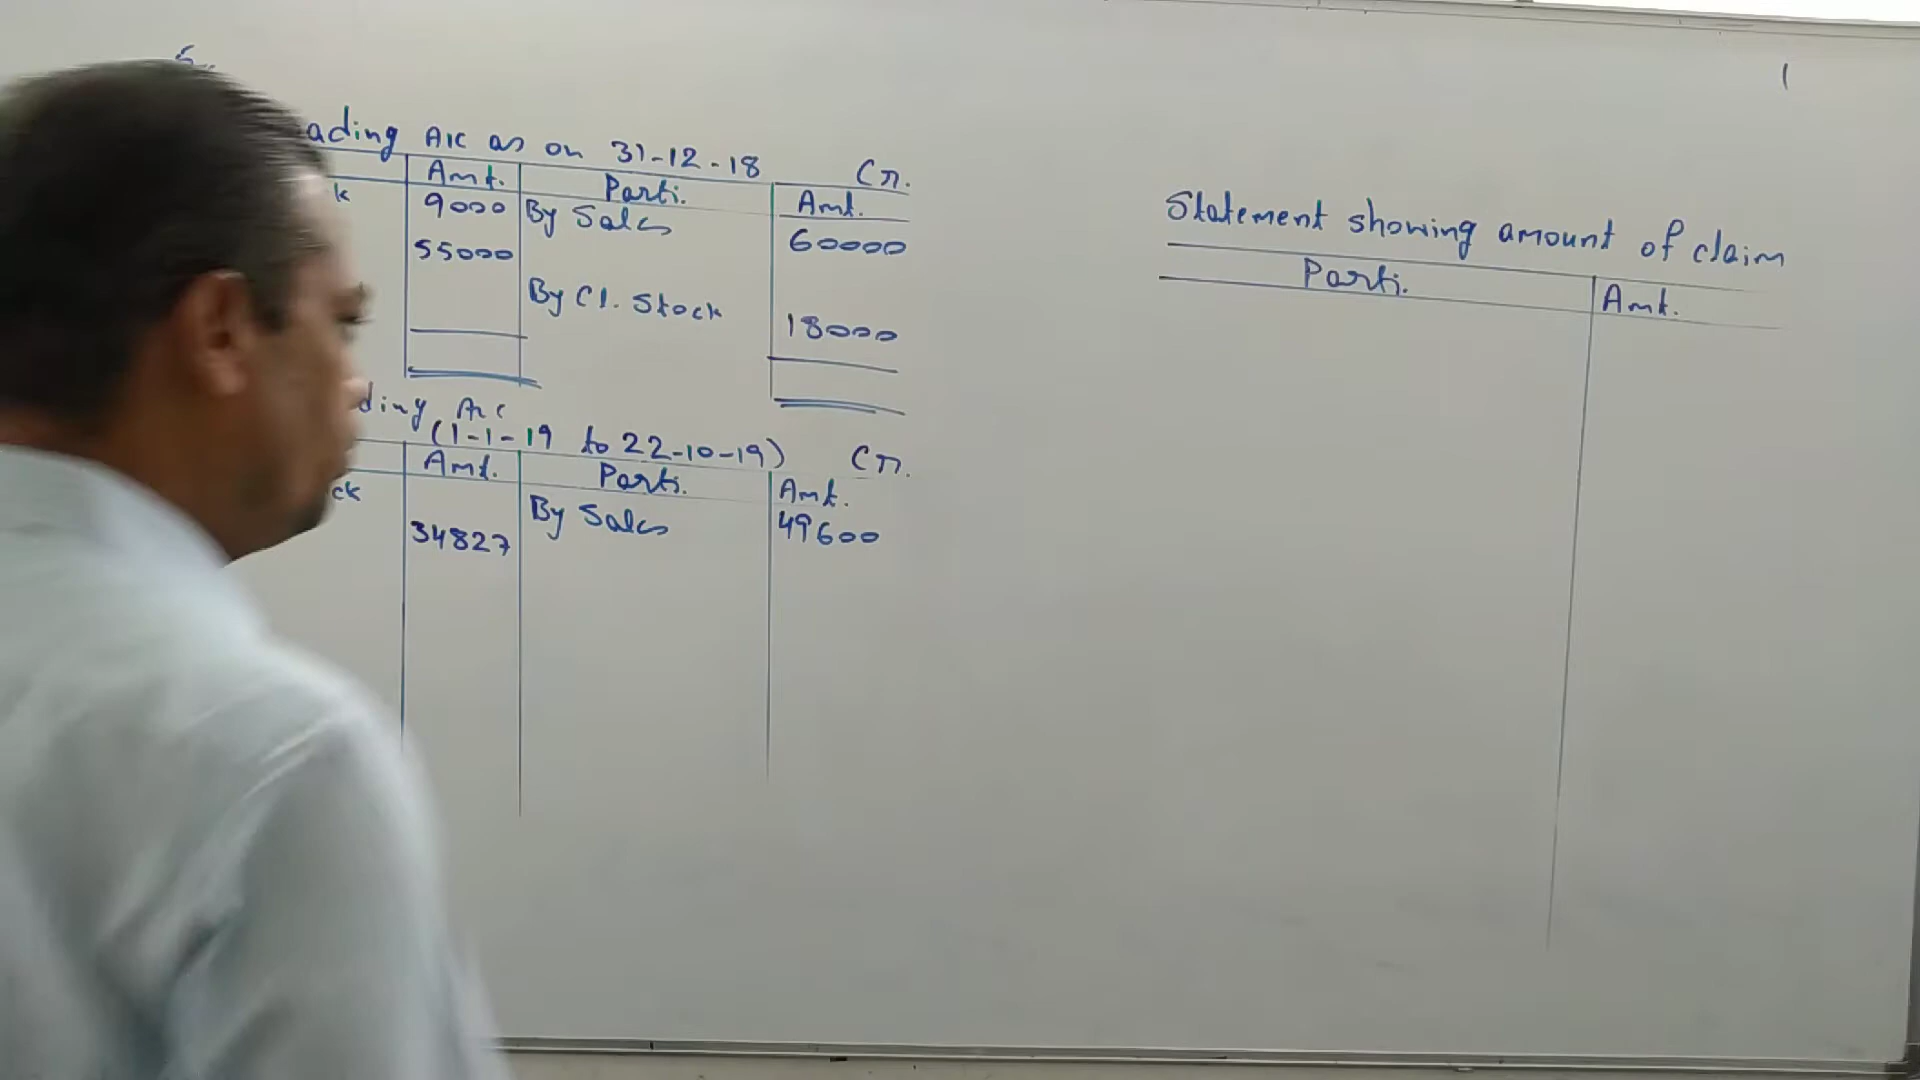 ading A/c as on 31-12-18 Cr.
Amt. Parti. Amt.
k 9000 By Sales 60000
55000
By Cl. Stock 18000
ding A/c
(1-1-19 to 22-10-19) Cr.
Amt. Parti. Amt.
ck By Sales 49600
34827
Statement showing amount of claim
Parti. Amt.